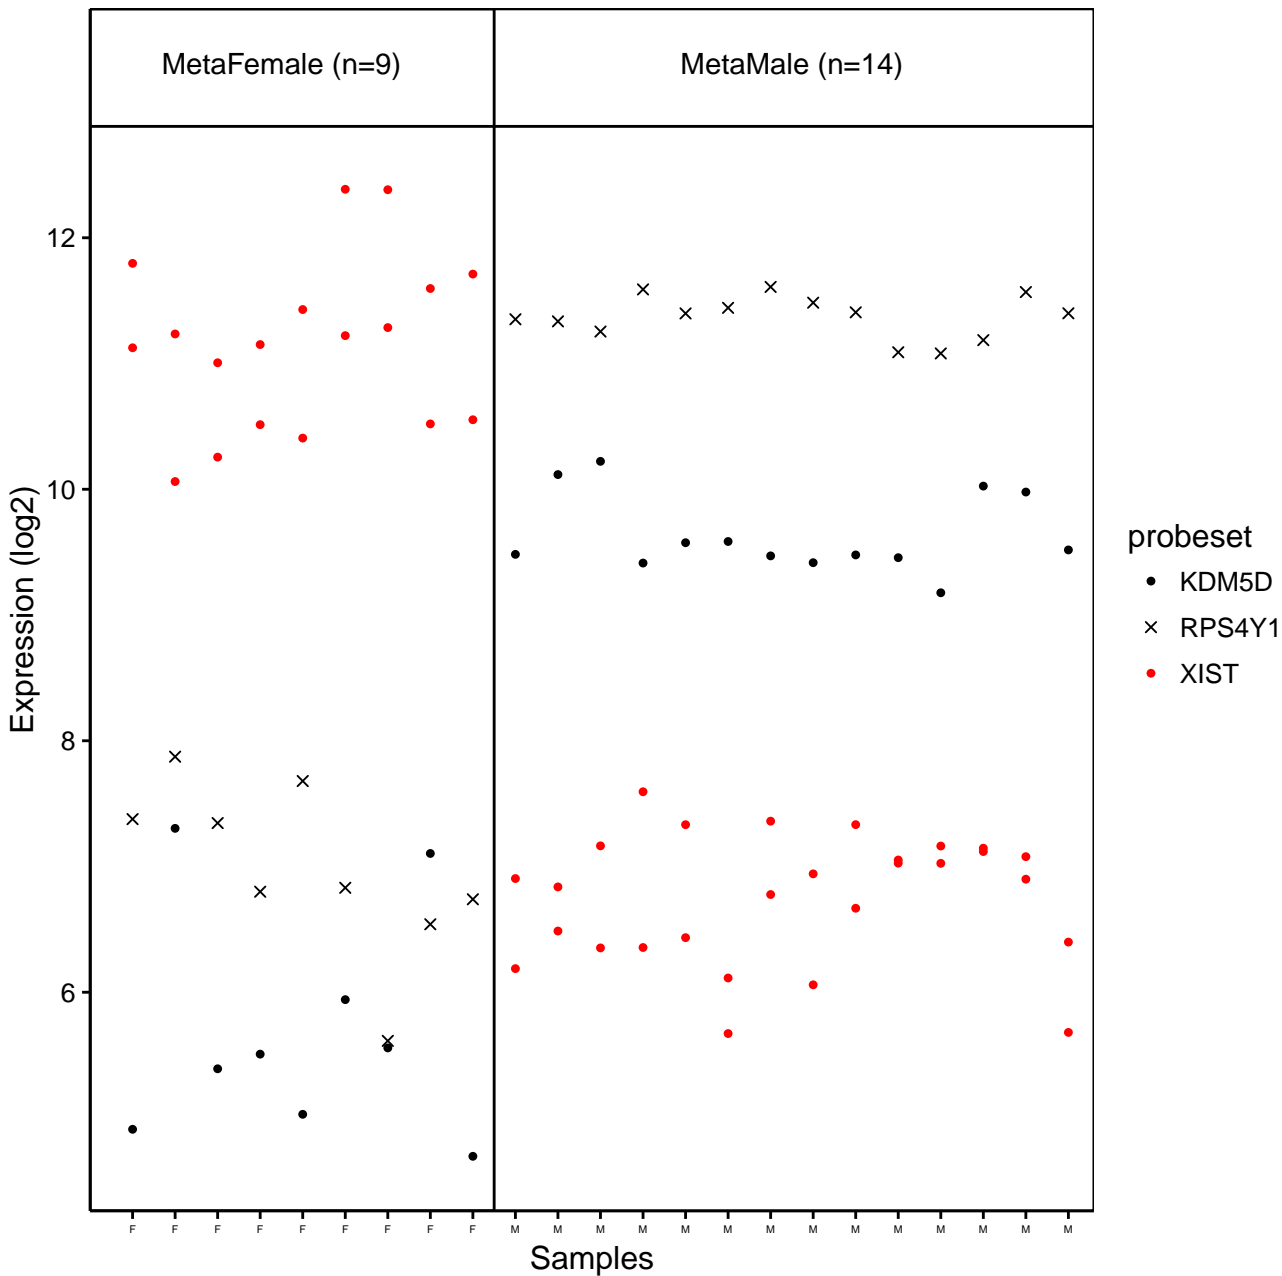 MetaFemale (n=9) MetaMale (n=14)
12
10
8
6
Expression (log2)
F F F F F F F F F M M M M M M M M M M M M M M
Samples
probeset
KDM5D
RPS4Y1
XIST